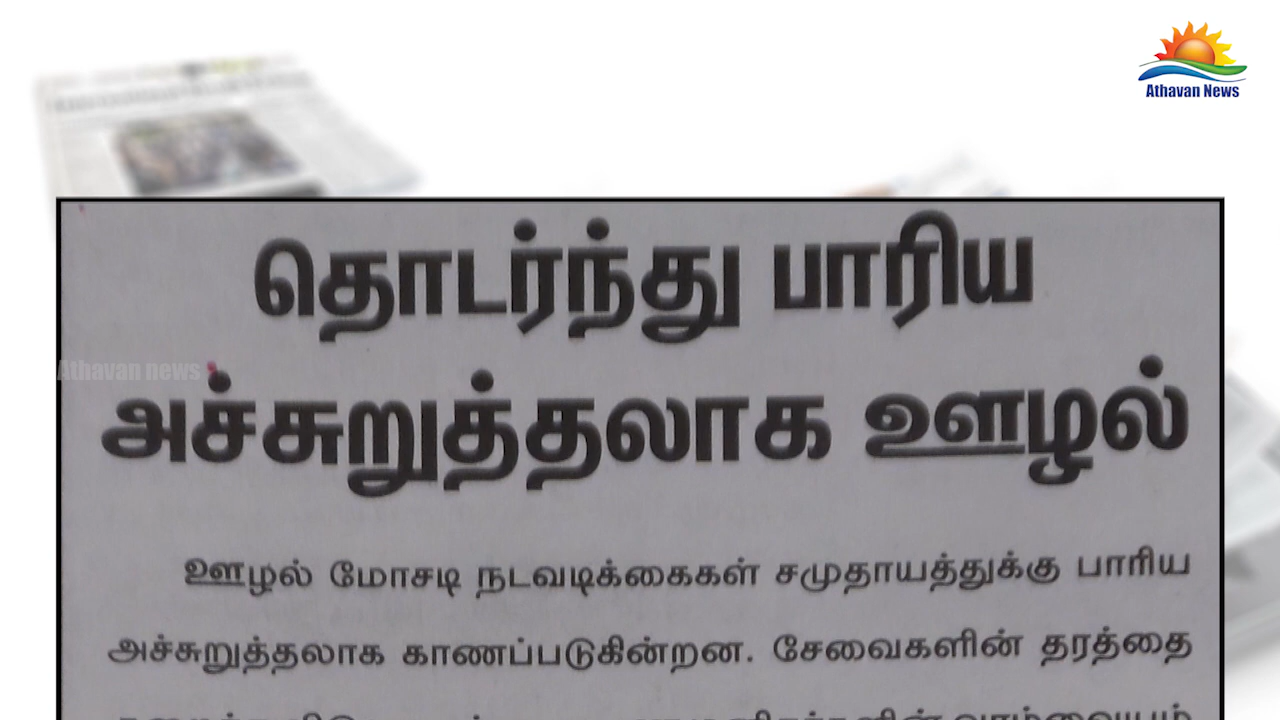 Athavan News
தொடர்ந்து பாரிய
Athavan news
அச்சுறுத்தலாக ஊழல்
ஊழல் மோசடி நடவடிக்கைகள் சமுதாயத்துக்கு பாரிய
அச்சுறுத்தலாக காணப்படுகின்றன. சேவைகளின் தரத்தை